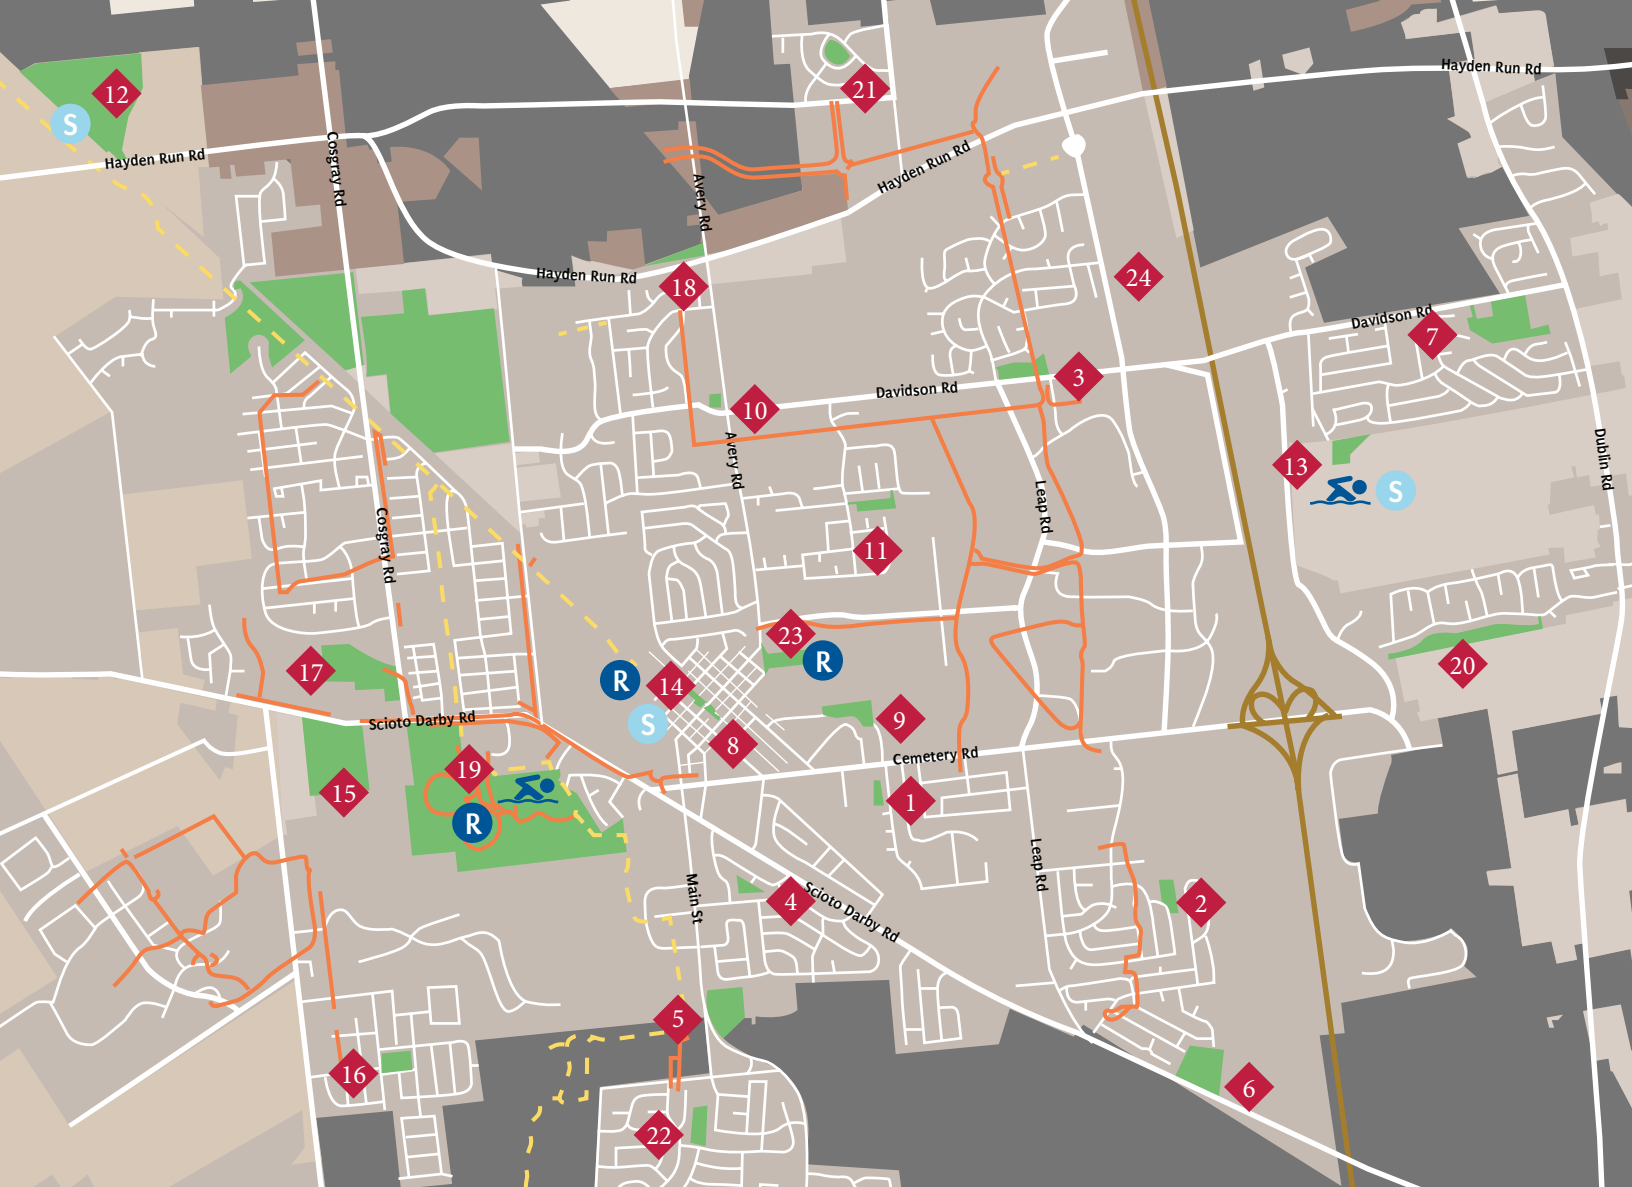 Hayden Run Rd
21
12
S
Cosgray Rd
Hayden Run Rd
Hayden Run Rd
Avery Rd
Hayden Run Rd
18
24
Davidson Rd
7
3
Davidson Rd
10
Avery Rd
Dublin Rd
13
S
Leap Rd
Cosgray Rd
11
23
R
17
R
14
20
S
Scioto Darby Rd
9
8
Cemetery Rd
19
15
1
R
Leap Rd
Main St
4
Scioto Darby Rd
2
5
16
6
22